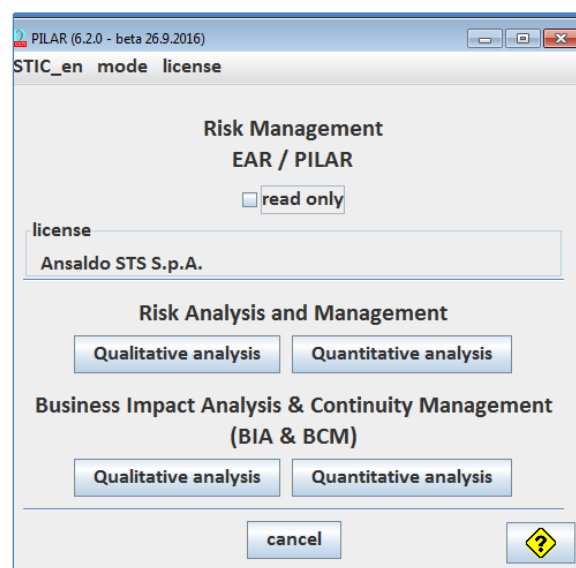 PILAR (6.2.0 - beta 26.9.2016)
STIC_en mode license
Risk Management
EAR / PILAR
read only
license
Ansaldo STS S.p.A.
Risk Analysis and Management
Qualitative analysis Quantitative analysis
Business Impact Analysis & Continuity Management
(BIA & BCM)
Qualitative analysis Quantitative analysis
cancel ?